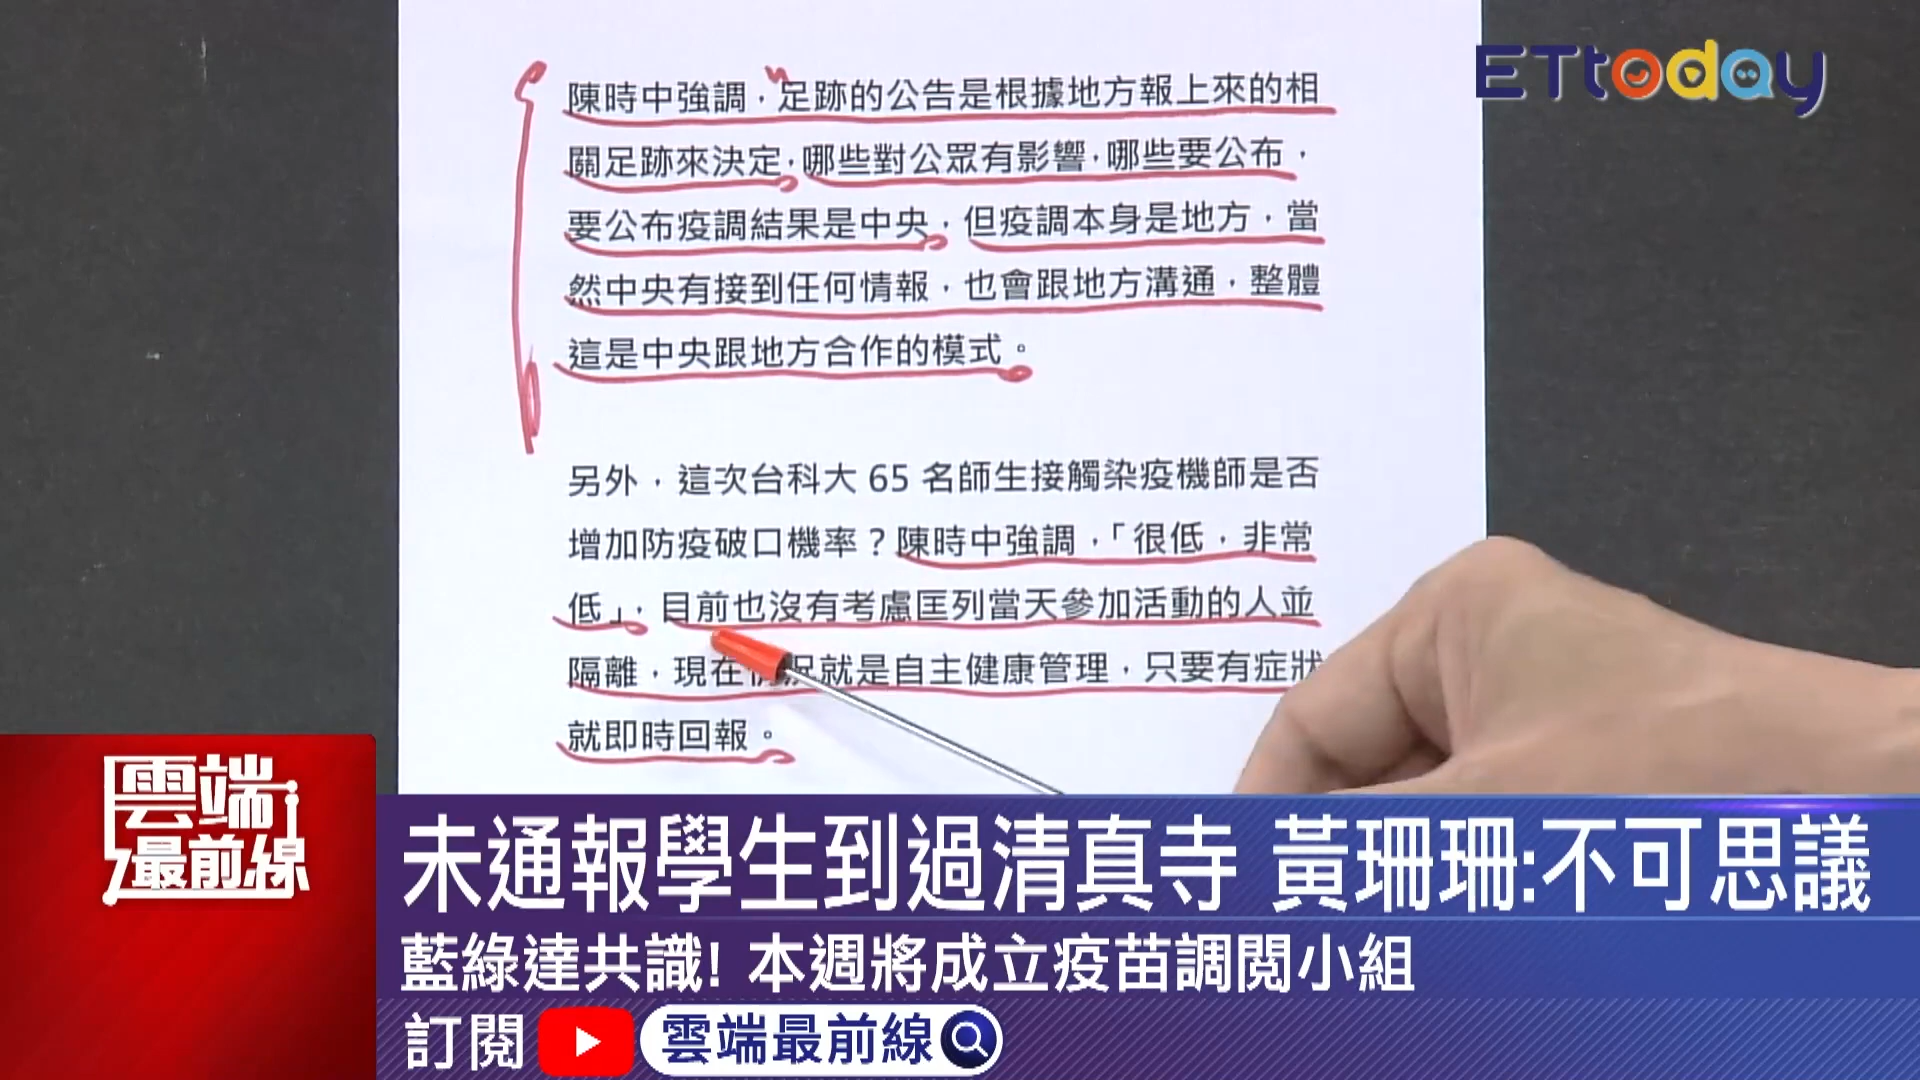 ETtoday
陳時中強調，足跡的公告是根據地方報上來的相
關足跡來決定，哪些對公眾有影響，哪些要公布，
要公布疫調結果是中央，但疫調本身是地方，當
然中央有接到任何情報，也會跟地方溝通，整體
這是中央跟地方合作的模式。
另外，這次台科大 65 名師生接觸染疫機師是否
增加防疫破口機率？陳時中強調，「很低，非常
低」，目前也沒有考慮匡列當天參加活動的人並
隔離，現在情況就是自主健康管理，只要有症狀
就即時回報。
雲端
最前線
未通報學生到過清真寺 黃珊珊:不可思議
藍綠達共識! 本週將成立疫苗調閱小組
訂閱 雲端最前線